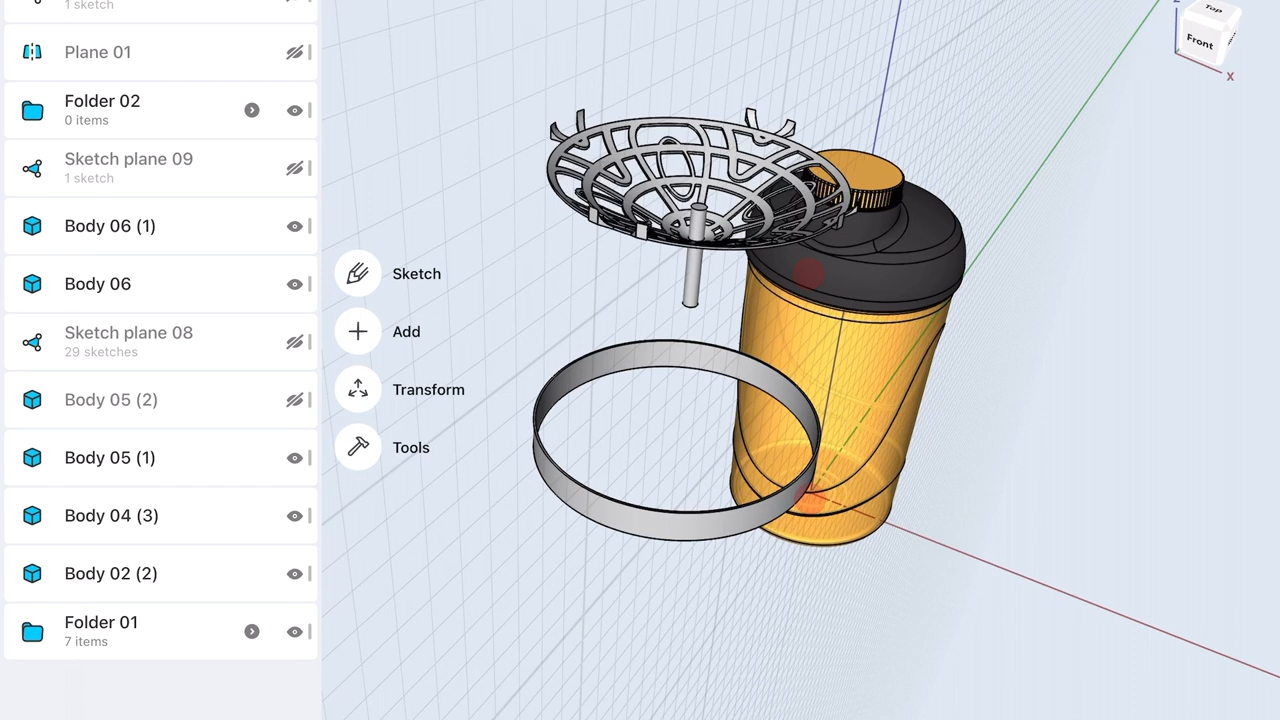 1 sketch
Plane 01
Folder 02
0 items
Sketch plane 09
1 sketch
Body 06 (1)
Body 06
Sketch plane 08
29 sketches
Body 05 (2)
Body 05 (1)
Body 04 (3)
Body 02 (2)
Folder 01
7 items
Sketch
Add
Transform
Tools
Top
Front
X